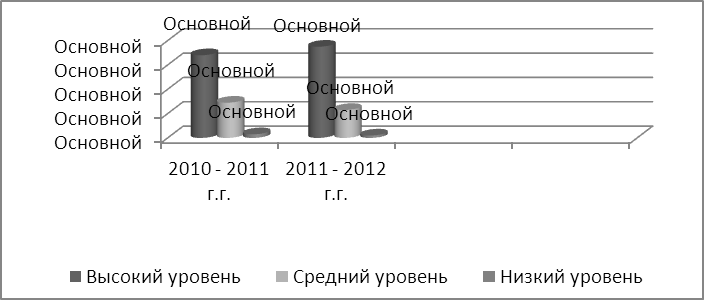 Основной
Основной
Основной
Основной
Основной
Основной
Основной
Основной
Основной
Основной
Основной
2010 - 2011 г.г.
2011 - 2012 г.г.
Высокий уровень
Средний уровень
Низкий уровень